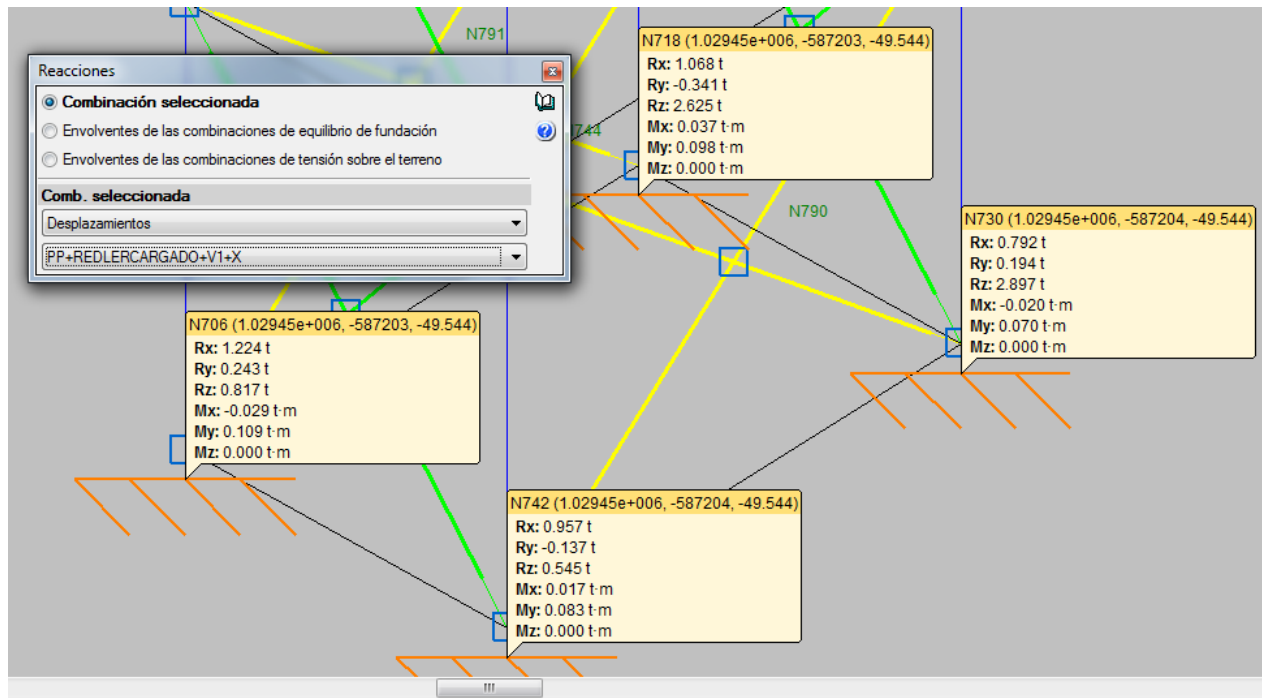 N791
N718 (1.02945e+006, -587203, -49.544)
Rx: 1.068 t
Ry: -0.341 t
Rz: 2.625 t
Mx: 0.037 t·m
My: 0.098 t·m
Mz: 0.000 t·m
Reacciones
Combinación seleccionada
Envolventes de las combinaciones de equilibrio de fundación
Envolventes de las combinaciones de tensión sobre el terreno
Comb. seleccionada
Desplazamientos
PP+REDLERCARGADO+V1+X
744
N790
N730 (1.02945e+006, -587204, -49.544)
Rx: 0.792 t
Ry: 0.194 t
Rz: 2.897 t
Mx: -0.020 t·m
My: 0.070 t·m
Mz: 0.000 t·m
N706 (1.02945e+006, -587203, -49.544)
Rx: 1.224 t
Ry: 0.243 t
Rz: 0.817 t
Mx: -0.029 t·m
My: 0.109 t·m
Mz: 0.000 t·m
N742 (1.02945e+006, -587204, -49.544)
Rx: 0.957 t
Ry: -0.137 t
Rz: 0.545 t
Mx: 0.017 t·m
My: 0.083 t·m
Mz: 0.000 t·m